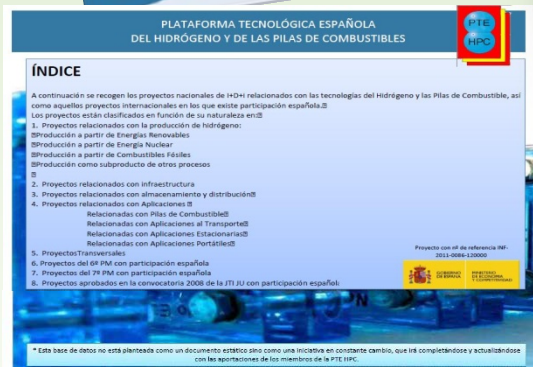 PLATAFORMA TECNOLÓGICA ESPAÑOLA
DEL HIDRÓGENO Y DE LAS PILAS DE COMBUSTIBLES
PTE
HPC
ÍNDICE
A continuación se recogen los proyectos nacionales de I+D+i relacionados con las tecnologías del Hidrógeno y las Pilas de Combustible, así
como aquellos proyectos internacionales en los que existe participación española.
Los proyectos están clasificados en función de su naturaleza en:
1. Proyectos relacionados con la producción de hidrógeno:
Producción a partir de Energías Renovables
Producción a partir de Energía Nuclear
Producción a partir de Combustibles Fósiles
Producción como subproducto de otros procesos
2. Proyectos relacionados con infraestructura
3. Proyectos relacionados con almacenamiento y distribución
4. Proyectos relacionados con Aplicaciones
Relacionadas con Pilas de Combustible
Relacionadas con Aplicaciones al Transporte
Relacionadas con Aplicaciones Estacionarias
Relacionadas con Aplicaciones Portátiles
5. ProyectosTransversales
6. Proyectos del 6º PM con participación española
7. Proyectos del 7º PM con participación española
8. Proyectos aprobados en la convocatoria 2008 de la JTI JU con participación española
Proyecto con nº de referencia INF-
2011-0086-120000
GOBIERNO
DE ESPAÑA
MINISTERIO
DE ECONOMÍA
Y COMPETITIVIDAD
* Esta base de datos no está planteada como un documento estático sino como una iniciativa en constante cambio, que irá completándose y actualizándose
con las aportaciones de los miembros de la PTE HPC.